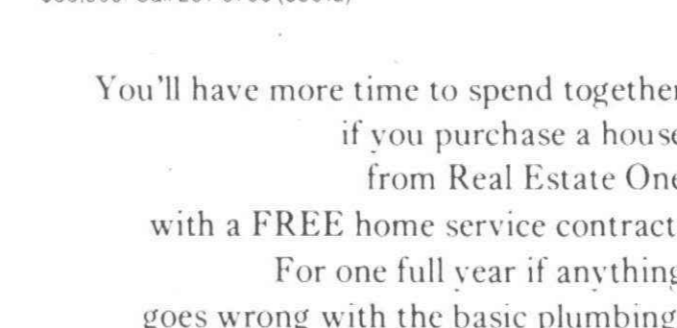 You'll have more time to spend together
if you purchase a house
from Real Estate One
with a FREE home service contract
For one full year if anything
goes wrong with the basic plumbing